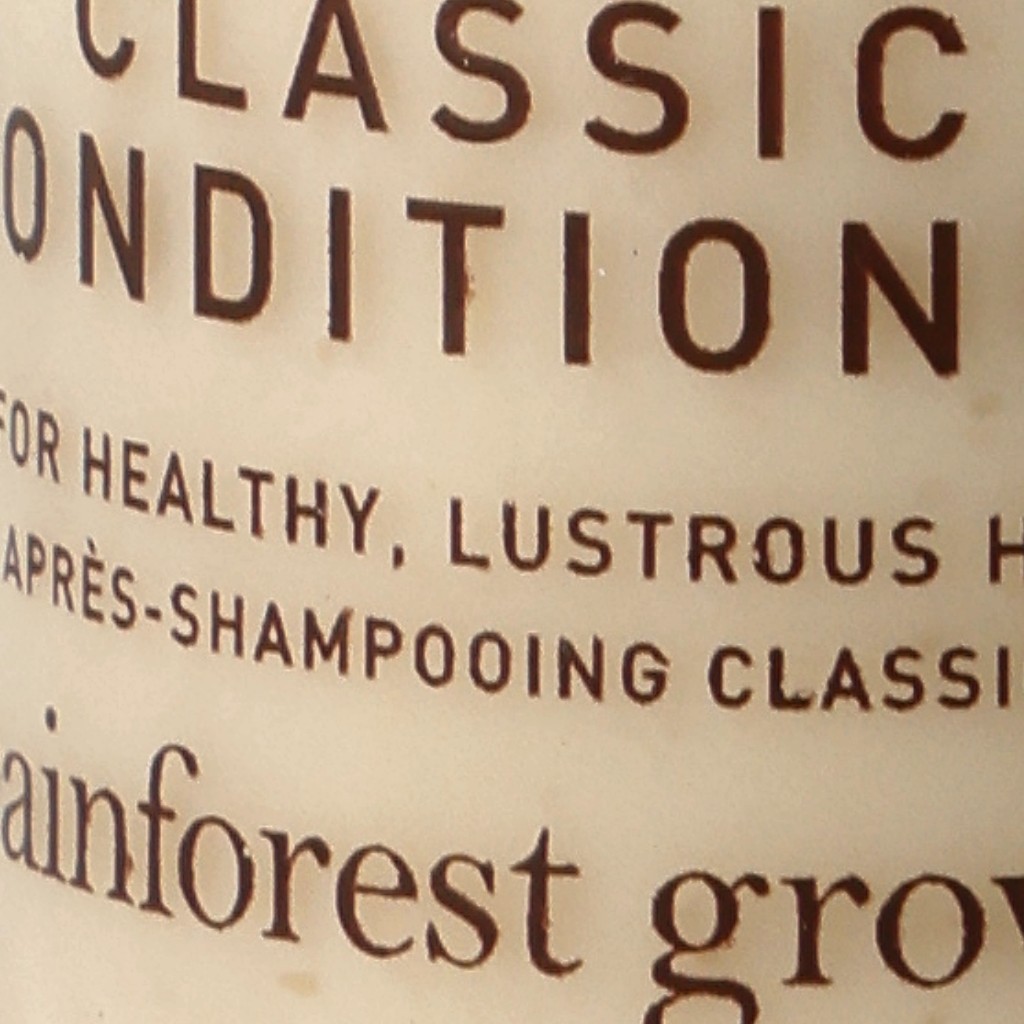 CLASSIC
ONDITION
FOR HEALTHY, LUSTROUS H
APRÈS-SHAMPOOING CLASSI
ainforest grov